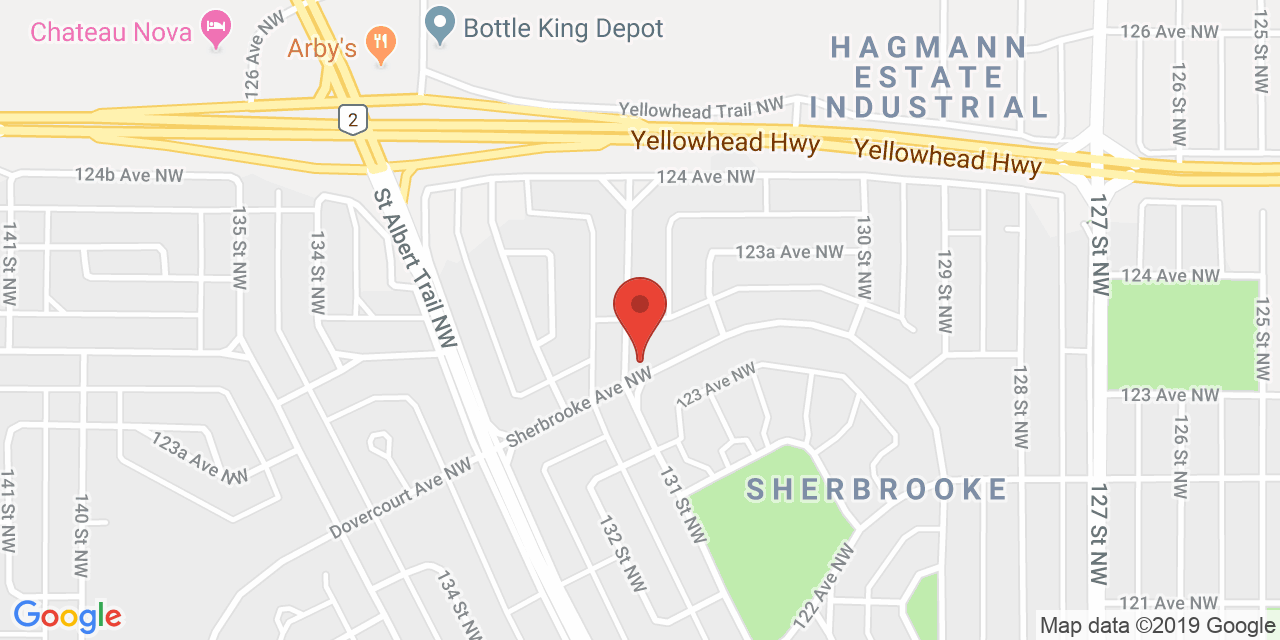 Chateau Nova
126 Ave NW
Arby's
Bottle King Depot
HAGMANN
ESTATE
INDUSTRIAL
126 Ave NW
125 St NW
126 St NW
2
Yellowhead Trail NW
Yellowhead Hwy
Yellowhead Hwy
124b Ave NW
124 Ave NW
141 St NW
135 St NW
134 St NW
St Albert Trail NW
123a Ave NW
130 St NW
129 St NW
127 St NW
124 Ave NW
125 St NW
123 Ave NW
Sherbrooke Ave NW
123 Ave NW
128 St NW
126 St NW
123a Ave NW
Dovercourt Ave NW
131 St NW
SHERBROOKE
141 St NW
140 St NW
132 St NW
134 St NW
122 Ave NW
127 St NW
121 Ave NW
Google
Map data ©2019 Google